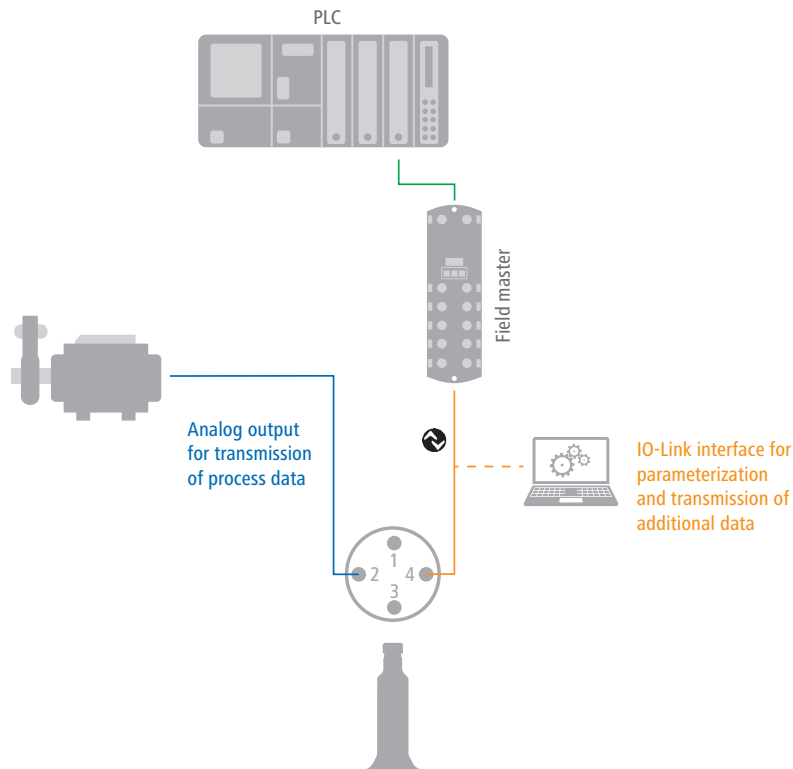 PLC
Field master
Analog output
for transmission
of process data
IO-Link interface for
parameterization
and transmission of
additional data
1
2 4
3